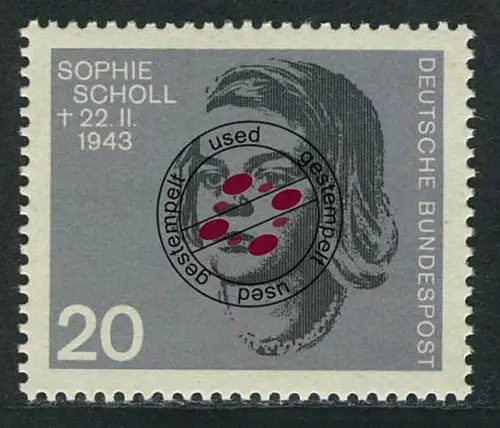 SOPHIE
SCHOLL
† 22. II.
1943
DEUTSCHE BUNDESPOST
used
gestempelt
used
gestempelt
20